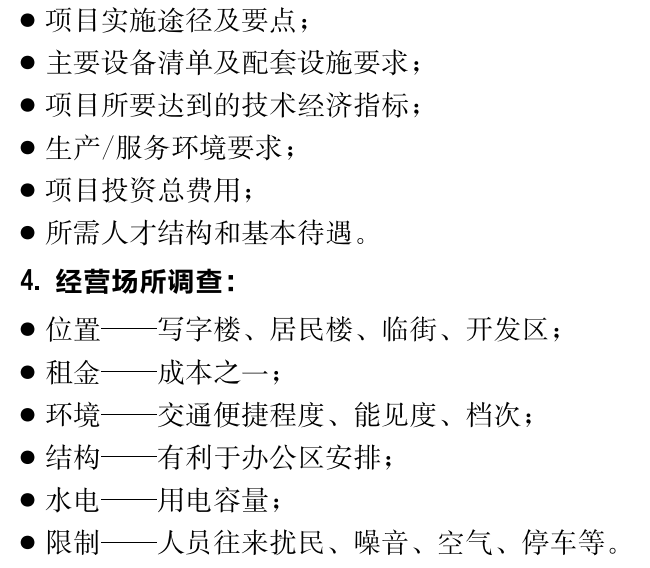 ● 项目实施途径及要点；
● 主要设备清单及配套设施要求；
● 项目所要达到的技术经济指标；
● 生产/服务环境要求；
● 项目投资总费用；
● 所需人才结构和基本待遇。
4. 经营场所调查：
● 位置——写字楼、居民楼、临街、开发区；
● 租金——成本之一；
● 环境——交通便捷程度、能见度、档次；
● 结构——有利于办公区安排；
● 水电——用电容量；
● 限制——人员往来扰民、噪音、空气、停车等。